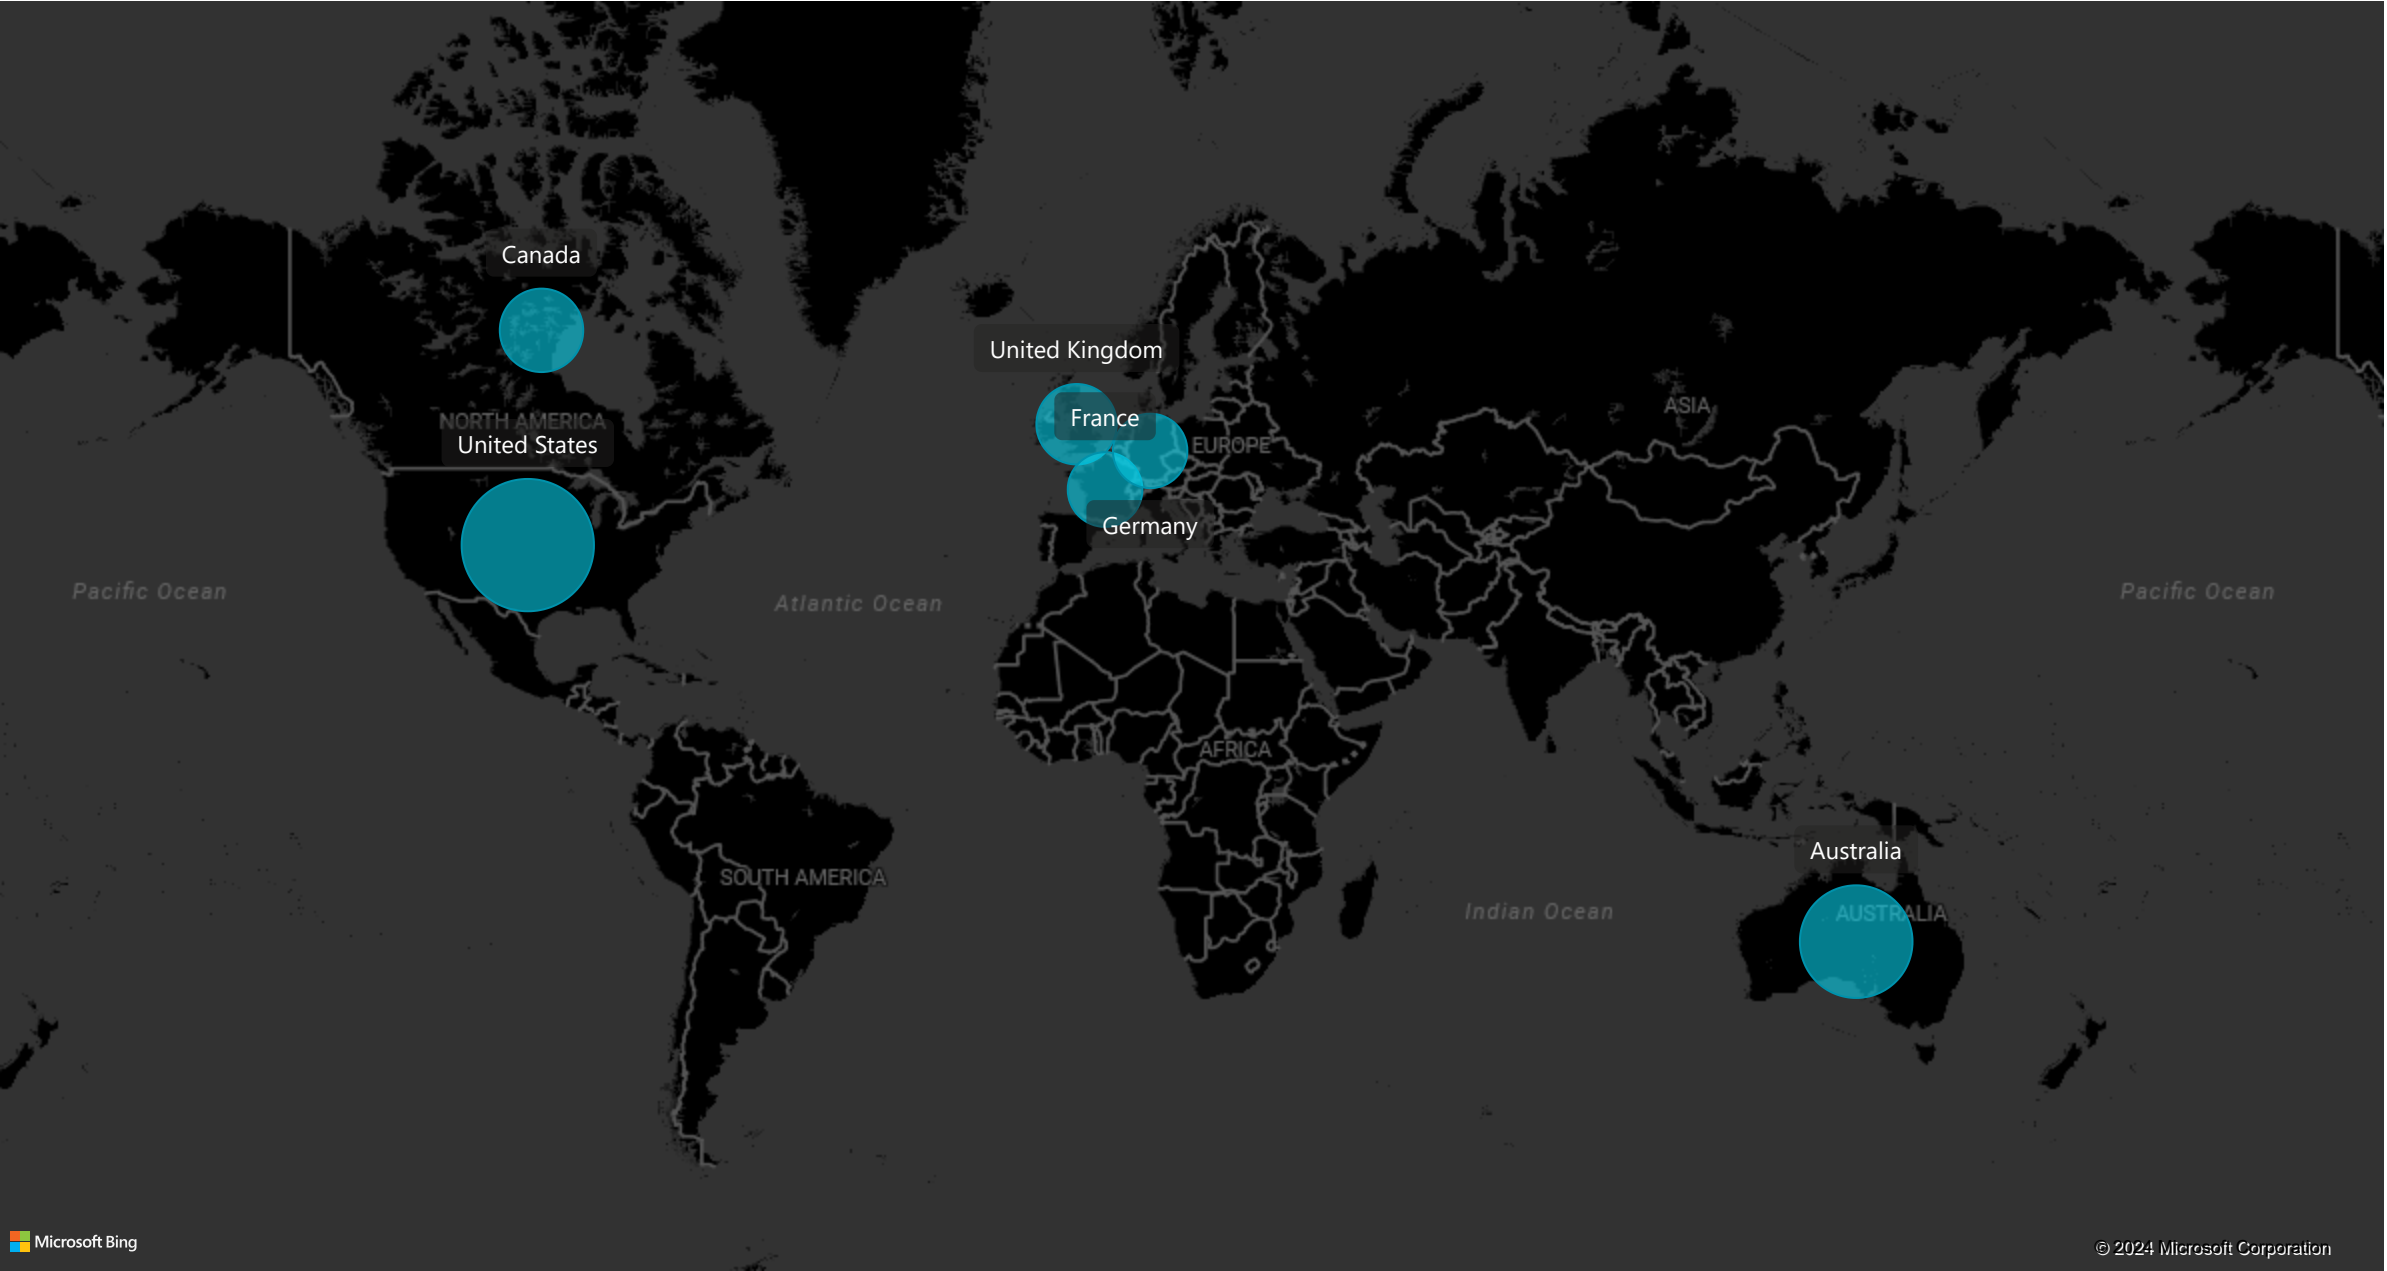 Canada
United Kingdom
NORTH AMERICA
ASIA
France
United States
EUROPE
Germany
Pacific Ocean
Atlantic Ocean
Pacific Ocean
AFRICA
Australia
SOUTH AMERICA
Indian Ocean
AUSTRALIA
Microsoft Bing
© 2024 Microsoft Corporation